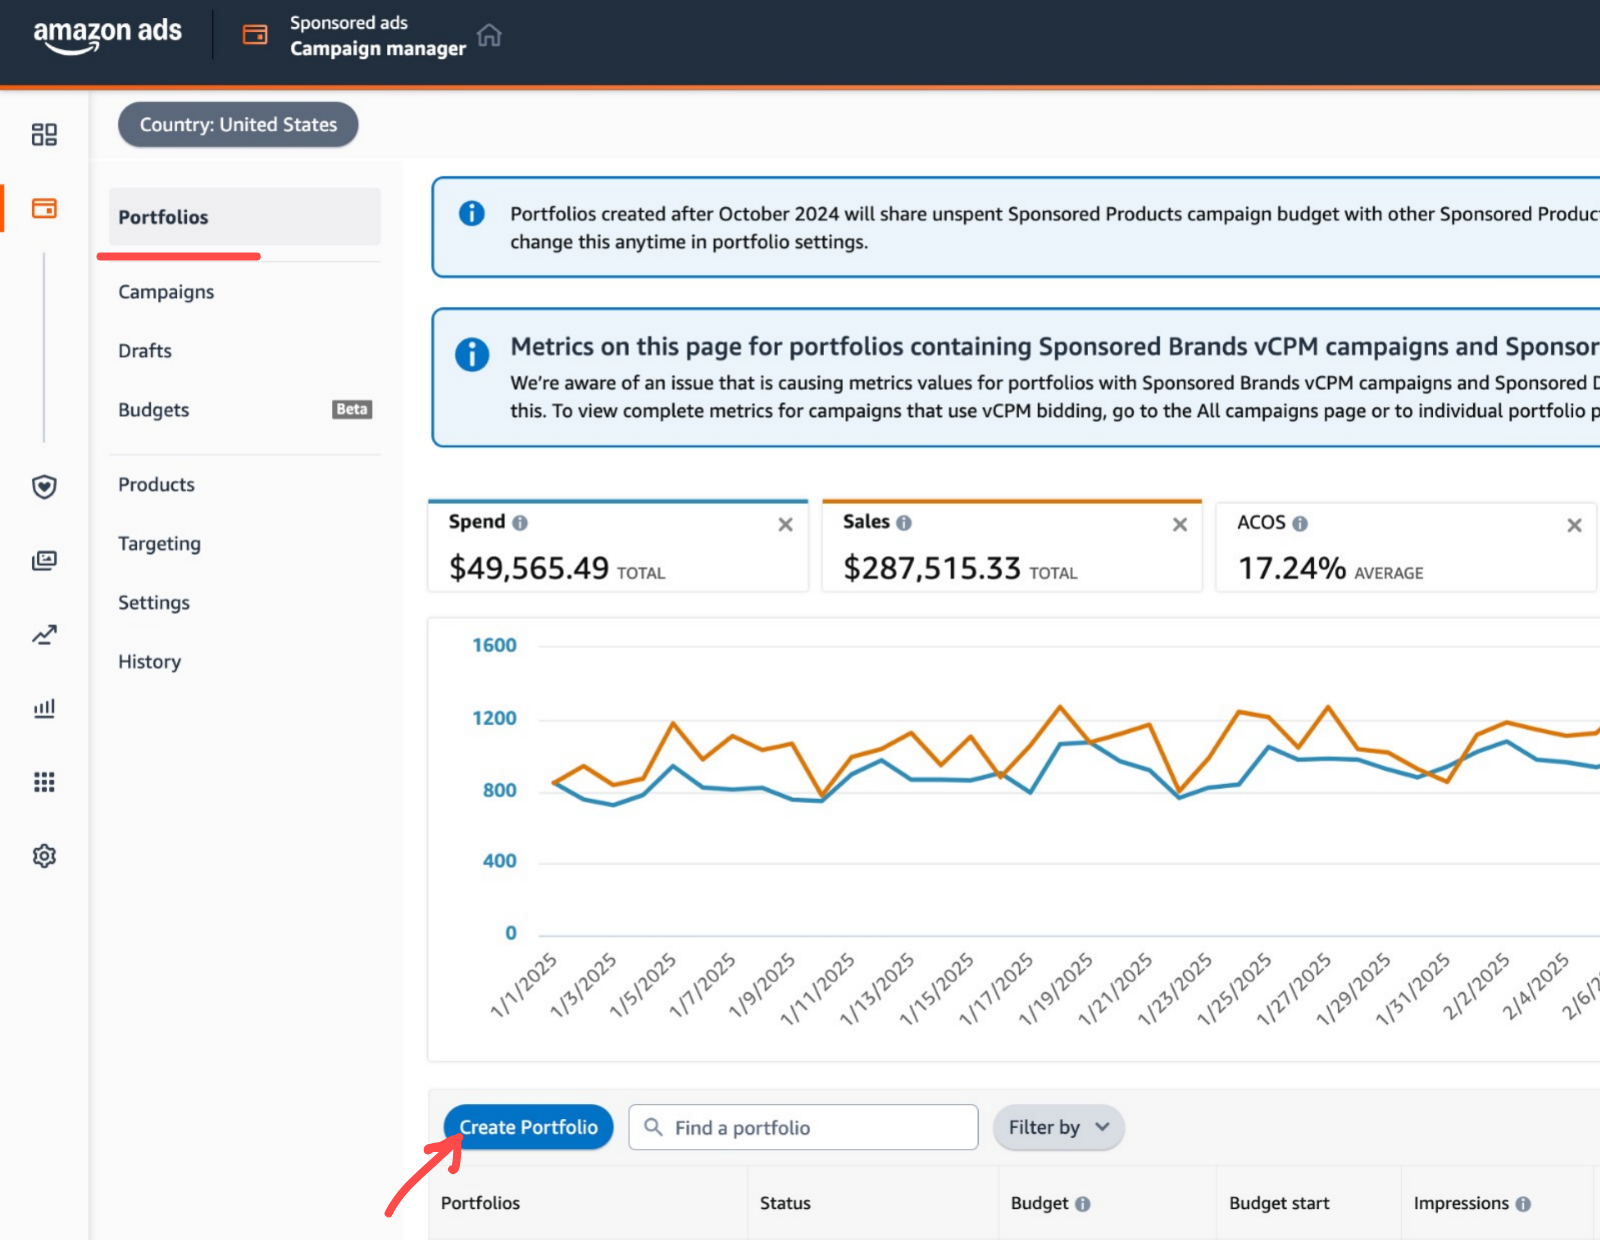 amazon ads
Sponsored ads
Campaign manager
Country: United States
Portfolios
Campaigns
Drafts
Budgets Beta
Products
Targeting
Settings
History
Portfolios created after October 2024 will share unspent Sponsored Products campaign budget with other Sponsored
change this anytime in portfolio settings.
Metrics on this page for portfolios containing Sponsored Brands vCPM campaigns and
We're aware of an issue that is causing metrics values for portfolios with Sponsored Brands vCPM campaigns and Sponsored
this. To view complete metrics for campaigns that use vCPM bidding, go to the All campaigns page or to individual portfolio
Spend
$49,565.49 TOTAL
Sales
$287,515.33 TOTAL
ACOS
17.24% AVERAGE
1600
1200
800
400
0
1/1/2025
1/3/2025
1/5/2025
1/7/2025
1/9/2025
1/11/2025
1/13/2025
1/15/2025
1/17/2025
1/19/2025
1/21/2025
1/23/2025
1/25/2025
1/27/2025
1/29/2025
1/31/2025
2/2/2025
2/4/2025
Create Portfolio
Find a portfolio
Filter by
Portfolios Status Budget Budget start Impressions